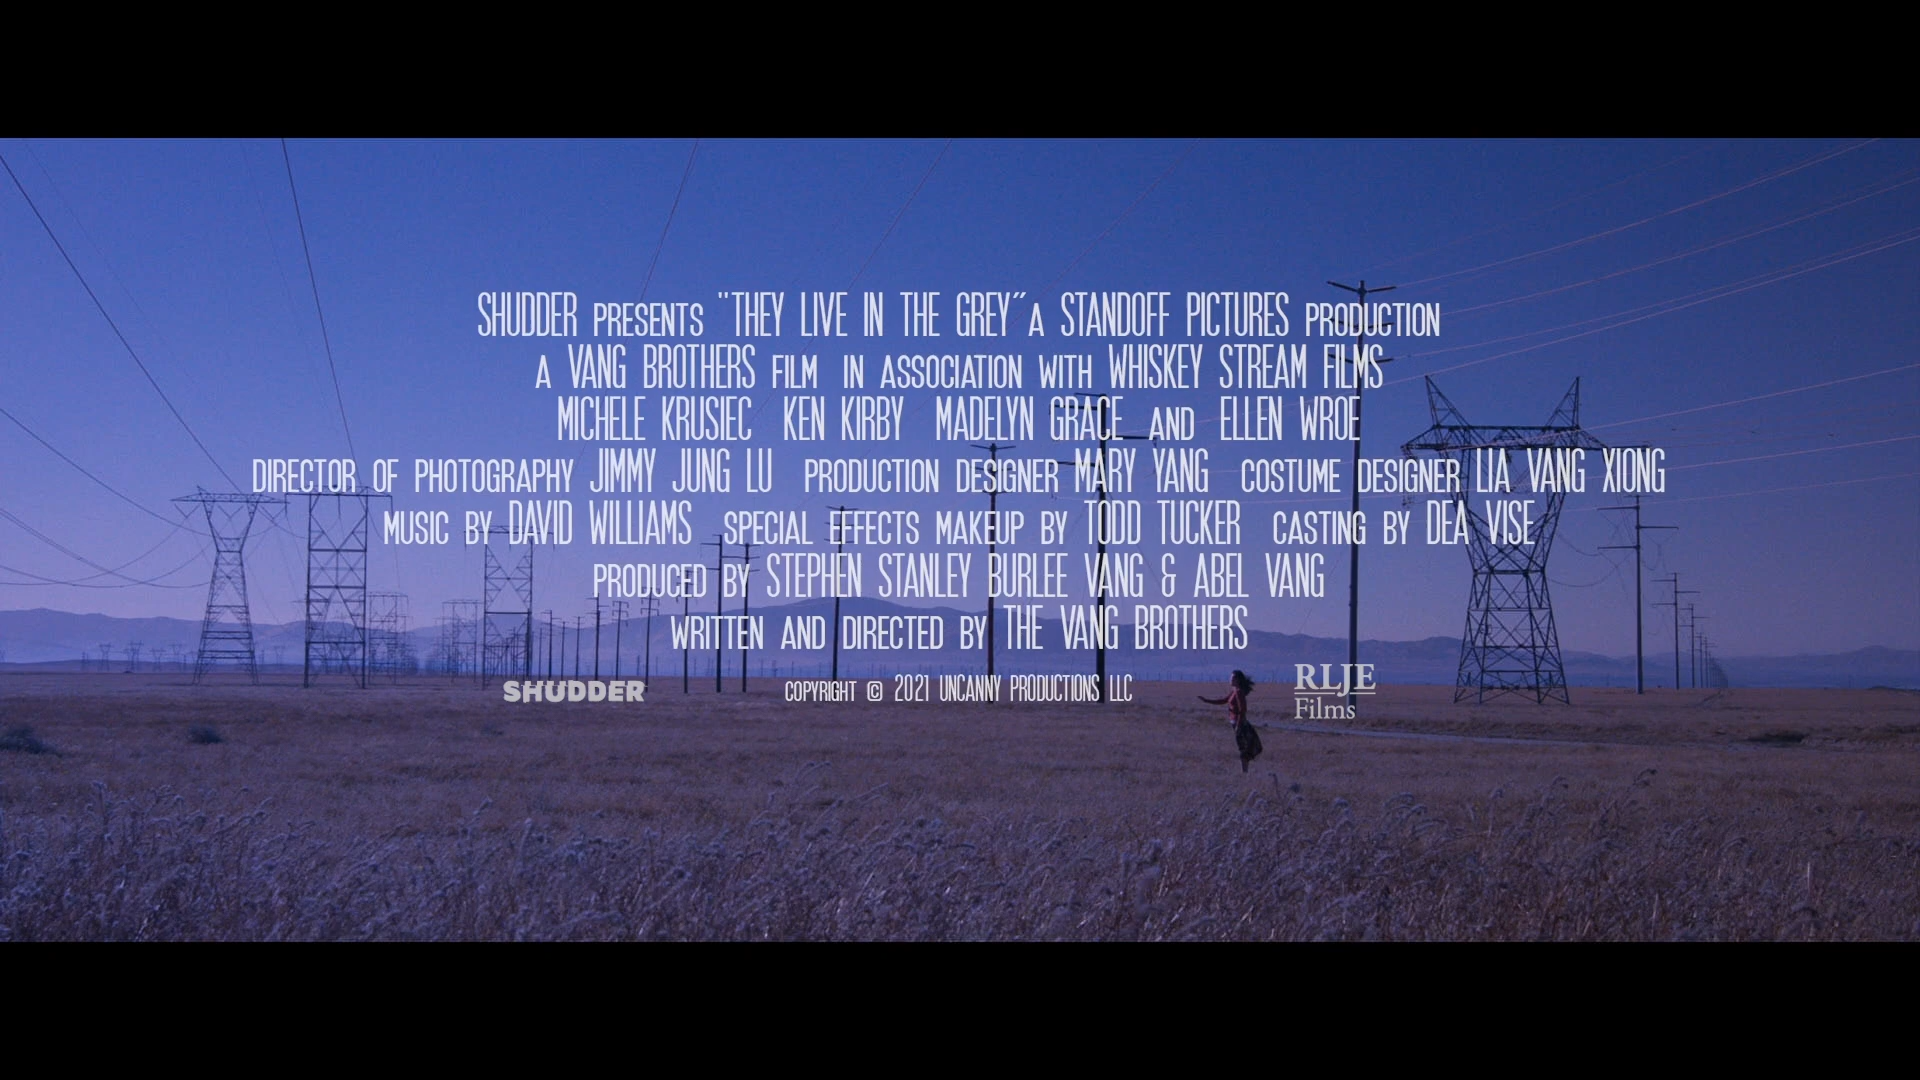 SHUDDER PRESENTS "THEY LIVE IN THE GREY" A STANDOFF PICTURES PRODUCTION
A VANG BROTHERS FILM IN ASSOCIATION WITH WHISKEY STREAM FILMS
MICHELE KRUSIEC KEN KIRBY MADELYN GRACE AND ELLEN WROE
DIRECTOR OF PHOTOGRAPHY JIMMY JUNG LU PRODUCTION DESIGNER MARY YANG COSTUME DESIGNER LIA VANG XIONG
MUSIC BY DAVID WILLIAMS SPECIAL EFFECTS MAKEUP BY TODD TUCKER CASTING BY DEA VISE
PRODUCED BY STEPHEN STANLEY BURLEE VANG & ABEL VANG
WRITTEN AND DIRECTED BY THE VANG BROTHERS
SHUDDER
COPYRIGHT © 2021 UNCANNY PRODUCTIONS LLC
RLJE
Films